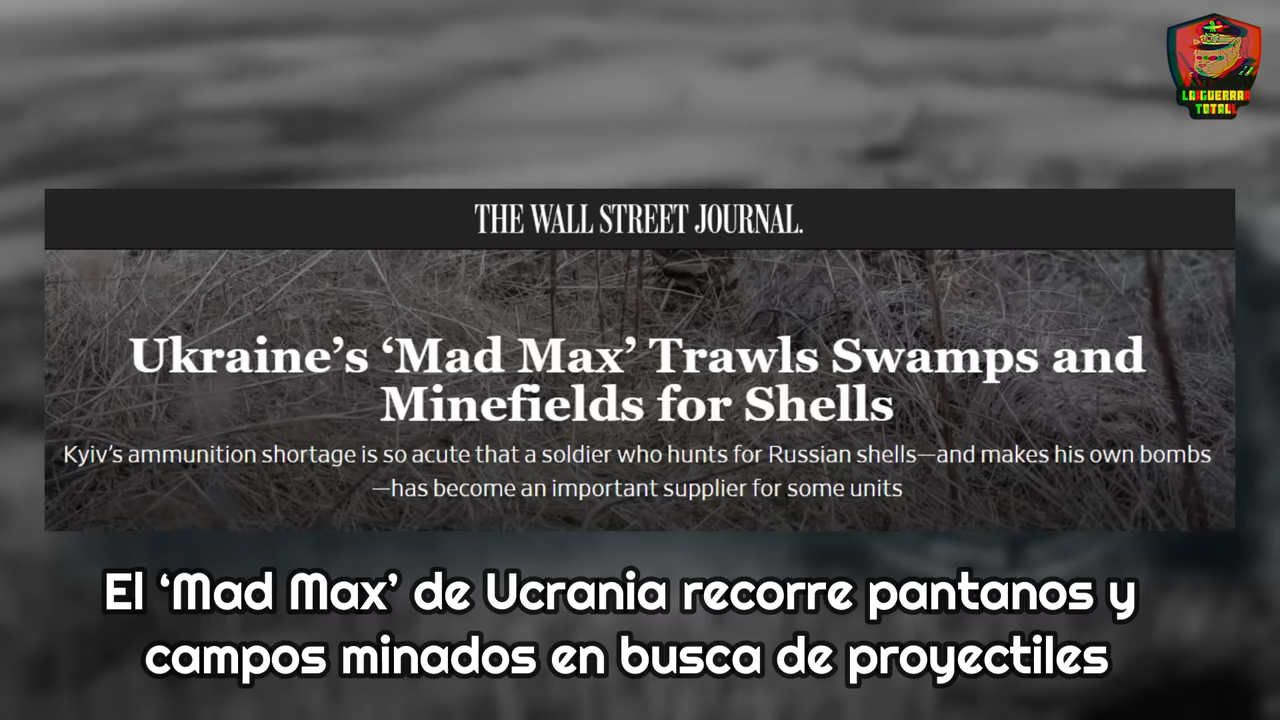 LA GUERRA
TOTAL
THE WALL STREET JOURNAL.
Ukraine’s ‘Mad Max’ Trawls Swamps and
Minefields for Shells
Kyiv’s ammunition shortage is so acute that a soldier who hunts for Russian shells—and makes his own bombs
—has become an important supplier for some units
El ‘Mad Max’ de Ucrania recorre pantanos y
campos minados en busca de proyectiles